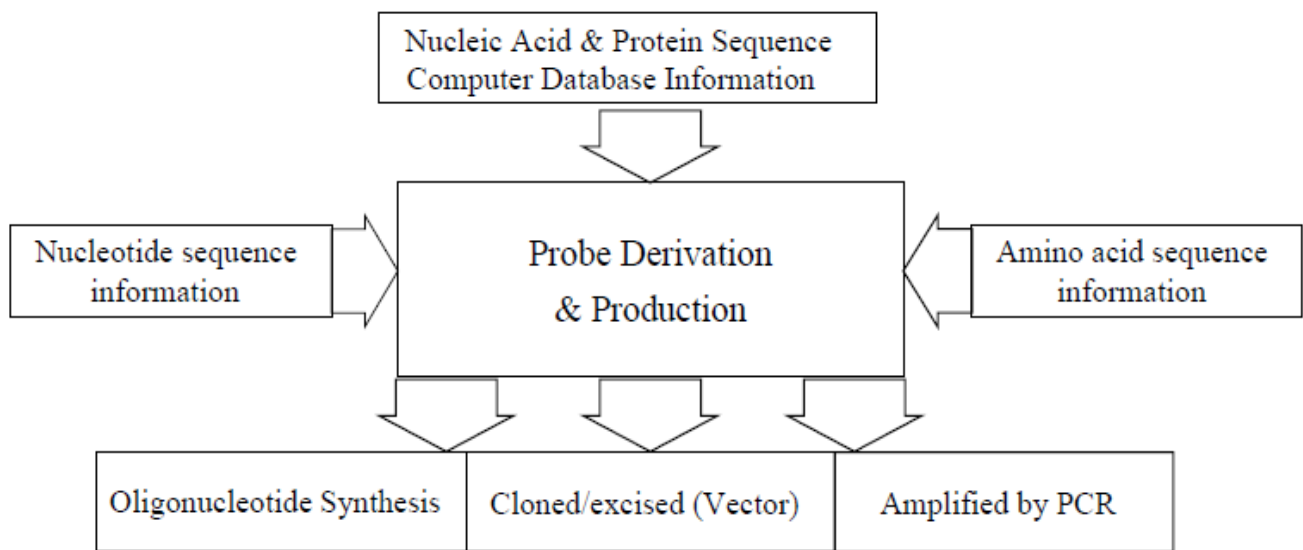 Nucleic Acid & Protein Sequence
Computer Database Information
Nucleotide sequence
information
Probe Derivation
& Production
Amino acid sequence
information
Oligonucleotide Synthesis
Cloned/excised (Vector)
Amplified by PCR